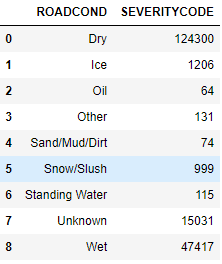 ROADCOND SEVERITYCODE
0 Dry 124300
1 Ice 1206
2 Oil 64
3 Other 131
4 Sand/Mud/Dirt 74
5 Snow/Slush 999
6 Standing Water 115
7 Unknown 15031
8 Wet 47417